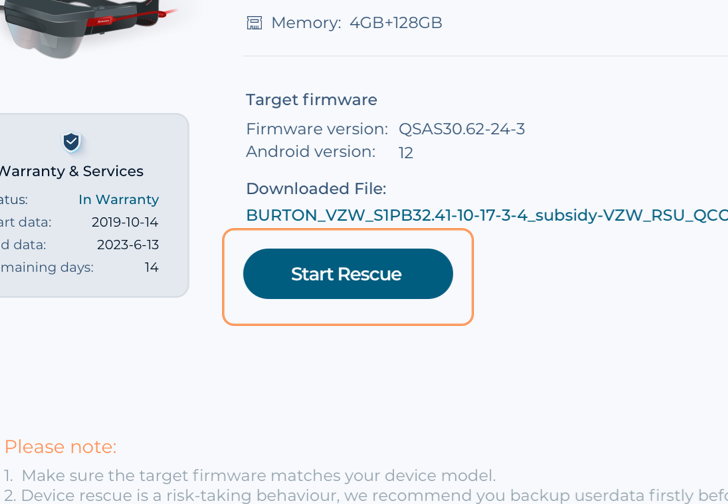 Memory: 4GB+128GB
Target firmware
Firmware version: QSAS30.62-24-3
Android version: 12
Downloaded File:
BURTON_VZW_S1PB32.41-10-17-3-4_subsidy-VZW_RSU_QCO
Start Rescue
Warranty & Services
atus: In Warranty
art data: 2019-10-14
d data: 2023-6-13
maining days: 14
Please note:
1. Make sure the target firmware matches your device model.
2. Device rescue is a risk-taking behaviour, we recommend you backup userdata firstly befo